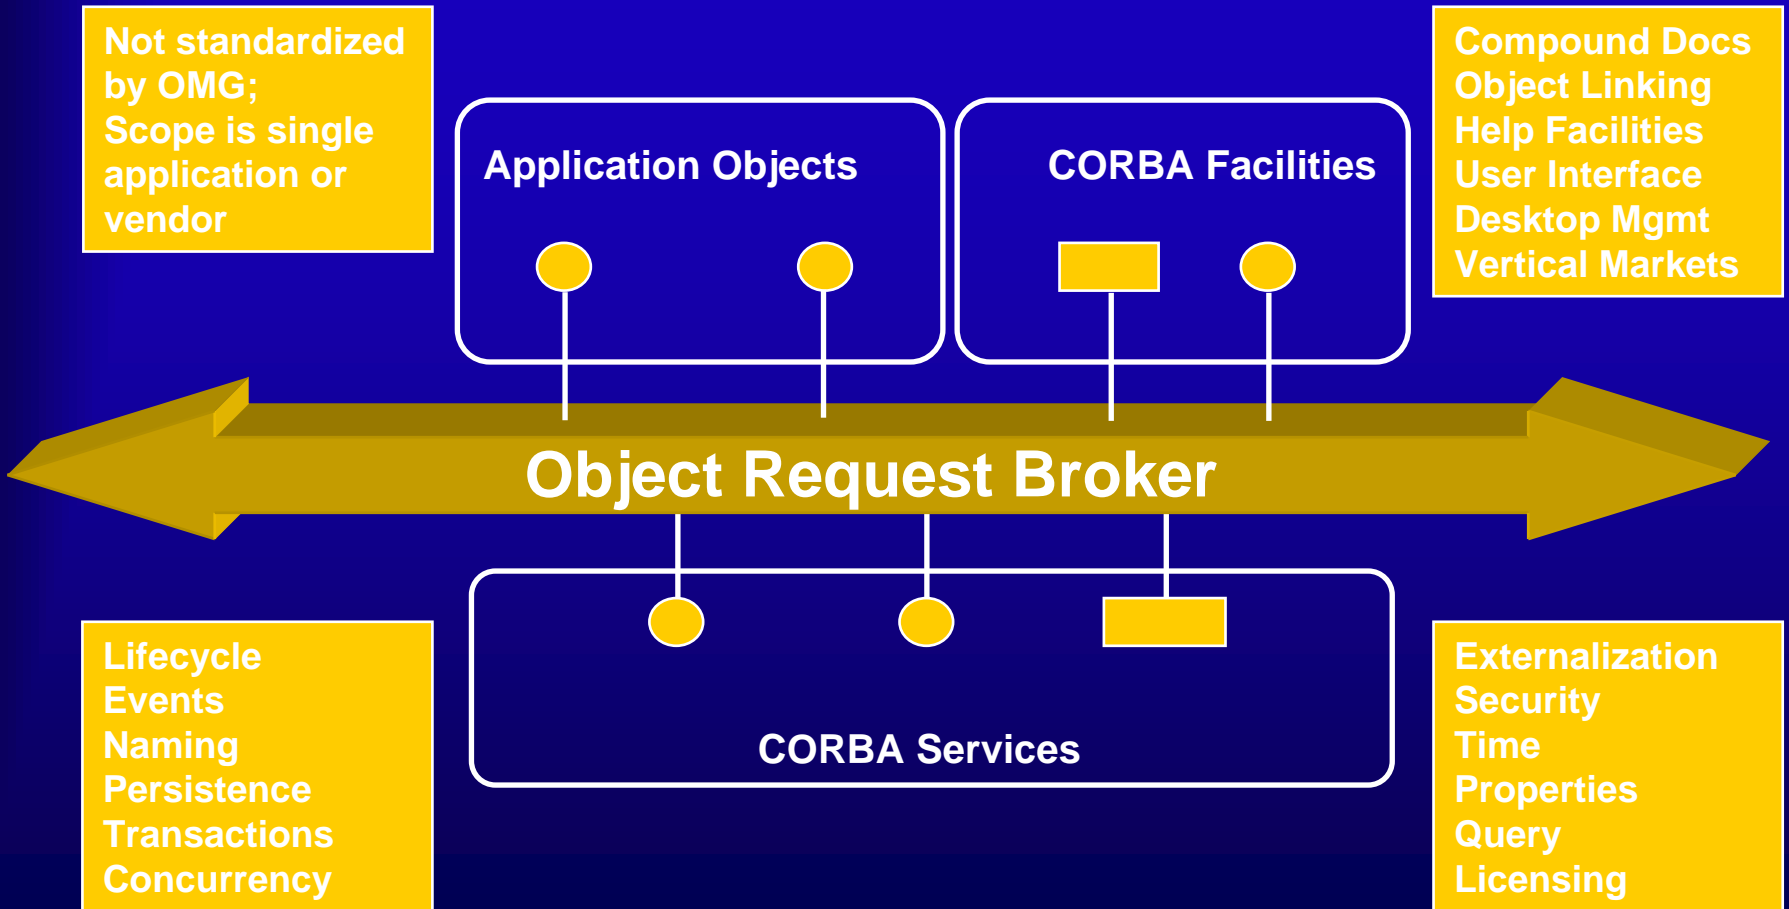 Not standardized
by OMG;
Scope is single
application or
vendor
Application Objects
CORBA Facilities
Compound Docs
Object Linking
Help Facilities
User Interface
Desktop Mgmt
Vertical Markets
Object Request Broker
Lifecycle
Events
Naming
Persistence
Transactions
Concurrency
CORBA Services
Externalization
Security
Time
Properties
Query
Licensing